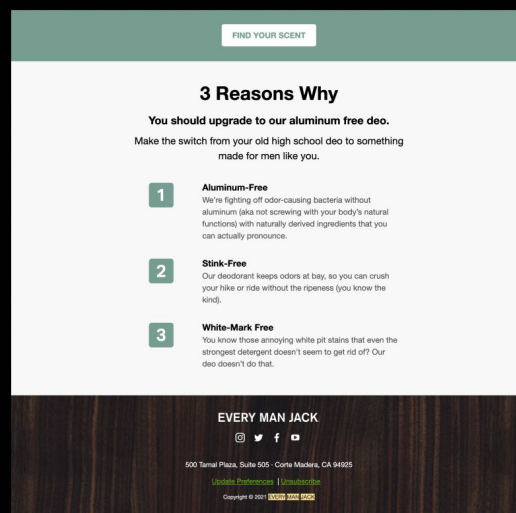 FIND YOUR SCENT
3 Reasons Why
You should upgrade to our aluminum free deo.
Make the switch from your old high school deo to something
made for men like you.
1
Aluminum-Free
We're fighting off odor-causing bacteria without
aluminum (aka not screwing with your body's natural
functions) with naturally derived ingredients that you
can actually pronounce.
2
Stink-Free
Our deodorant keeps odors at bay, so you can crush
your hike or ride without the ripeness (you know the
kind).
3
White-Mark Free
You know those annoying white pit stains that even the
strongest detergent doesn't seem to get rid of? Our
deo doesn't do that.
EVERY MAN JACK
500 Tamal Plaza, Suite 505 · Corte Madera, CA 94925
Update Preferences | Unsubscribe
Copyright © 2021 EVERY MAN JACK